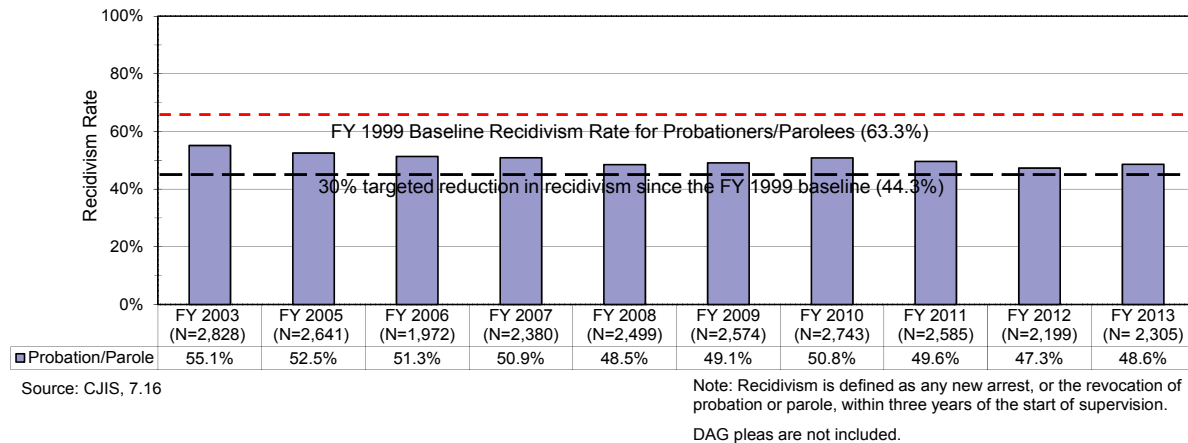 100%
80%
60%
40%
20%
0%
Recidivism Rate
FY 1999 Baseline Recidivism Rate for Probationers/Parolees (63.3%)
30% targeted reduction in recidivism since the FY 1999 baseline (44.3%)
FY 2003 FY 2005 FY 2006 FY 2007 FY 2008 FY 2009 FY 2010 FY 2011 FY 2012 FY 2013
(N=2,828) (N=2,641) (N=1,972) (N=2,380) (N=2,499) (N=2,574) (N=2,743) (N=2,585) (N=2,199) (N= 2,305)
Probation/Parole 55.1% 52.5% 51.3% 50.9% 48.5% 49.1% 50.8% 49.6% 47.3% 48.6%
Source: CJIS, 7.16
Note: Recidivism is defined as any new arrest, or the revocation of
probation or parole, within three years of the start of supervision.
DAG pleas are not included.